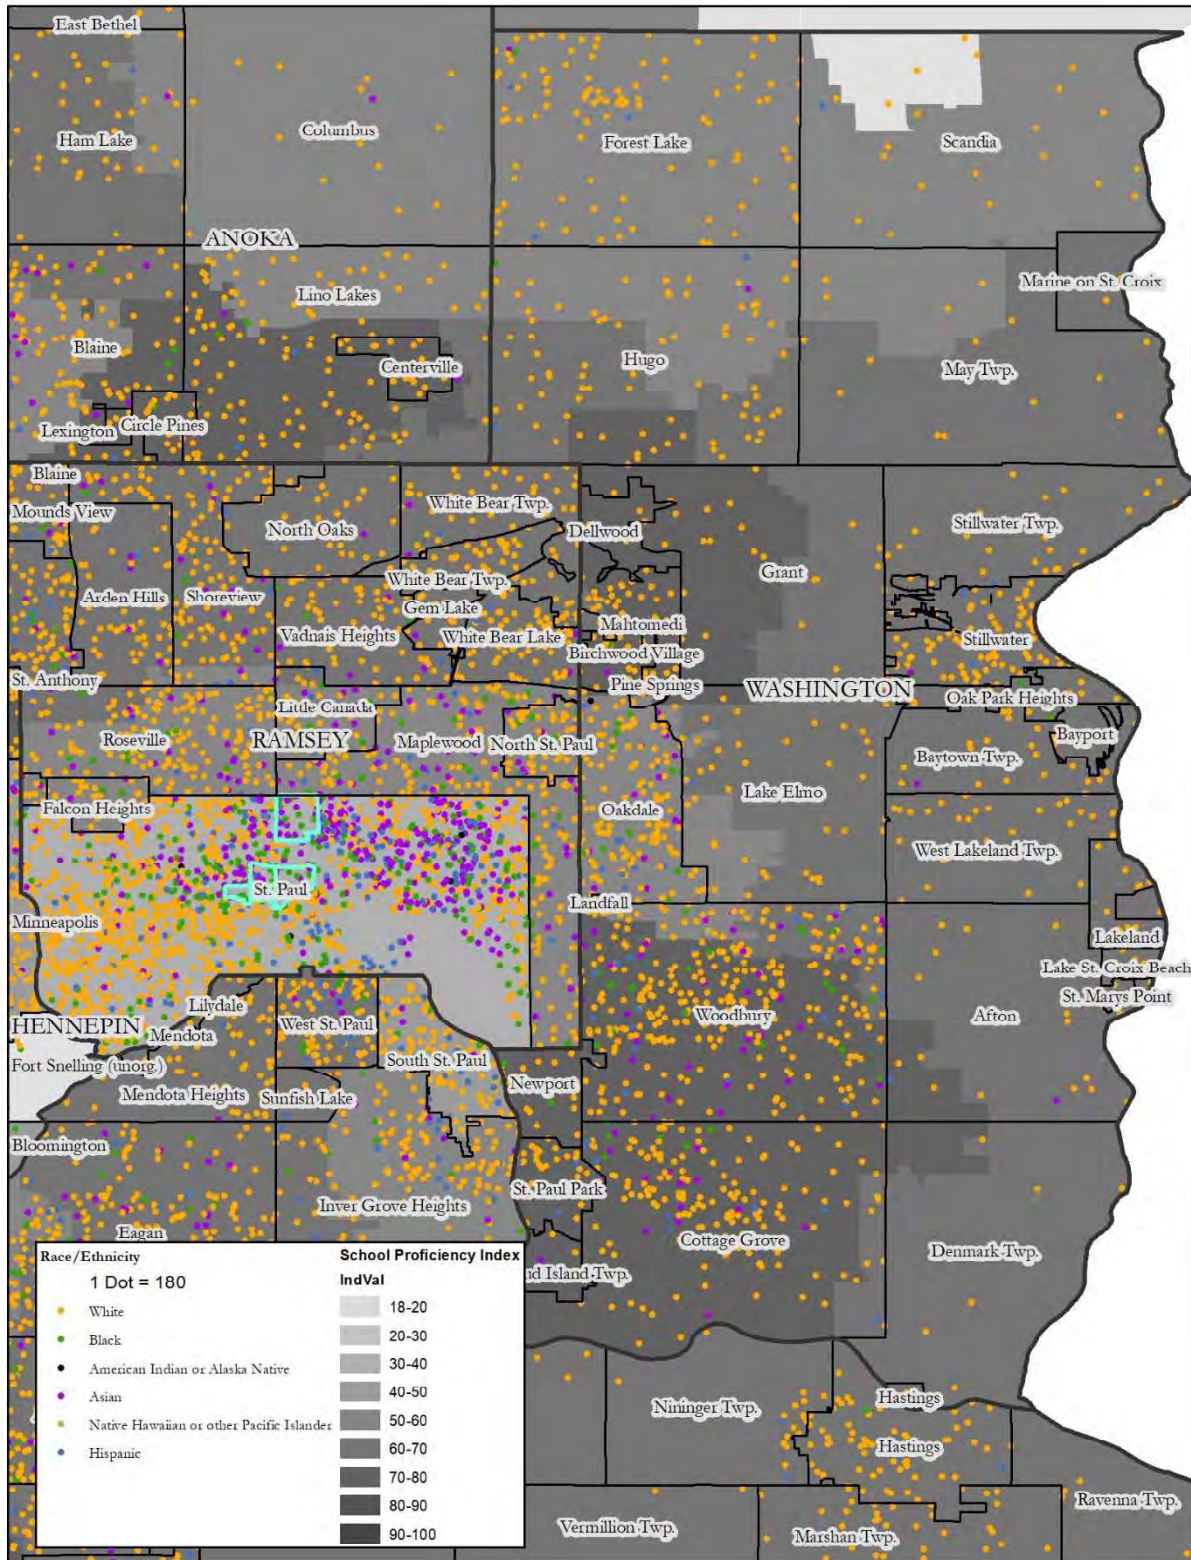 East Bethel
Ham Lake
Columbus
Forest Lake
Scandia
ANOKA
Lino Lakes
Marine on St. Croix
Blaine
Centerville
Hugo
May Twp.
Lexington
Circle Pines
Blaine
Mounds View
North Oaks
White Bear Twp.
Dellwood
Stillwater Twp.
Grant
White Bear Twp.
Arden Hills
Shoreview
Gem Lake
Mahtomedi
Vadnais Heights
White Bear Lake
Stillwater
Birchwood Village
St. Anthony
Pine Springs
WASHINGTON
Oak Park Heights
Little Canada
Roseville
RAMSEY
Maplewood
North St. Paul
Bayport
Baytown Twp.
Falcon Heights
Oakdale
Lake Elmo
West Lakeland Twp.
St. Paul
Landfall
Minneapolis
Lakeland
Lake St. Croix Beach
Lilydale
St. Marys Point
HENNEPIN
Mendota
West St. Paul
Woodbury
Afton
Fort Snelling (unorg.)
South St. Paul
Newport
Mendota Heights
Sunfish Lake
Bloomington
St. Paul Park
Inver Grove Heights
Eagan
Cottage Grove
Denmark Twp.
ud Island Twp.
Race/Ethnicity
1 Dot = 180
White
Black
American Indian or Alaska Native
Asian
Native Hawaiian or other Pacific Islander
Hispanic
School Proficiency Index
IndVal
18-20
20-30
30-40
40-50
50-60
60-70
70-80
80-90
90-100
Nininger Twp.
Hastings
Hastings
Ravenna Twp.
Vermillion Twp.
Marshan Twp.